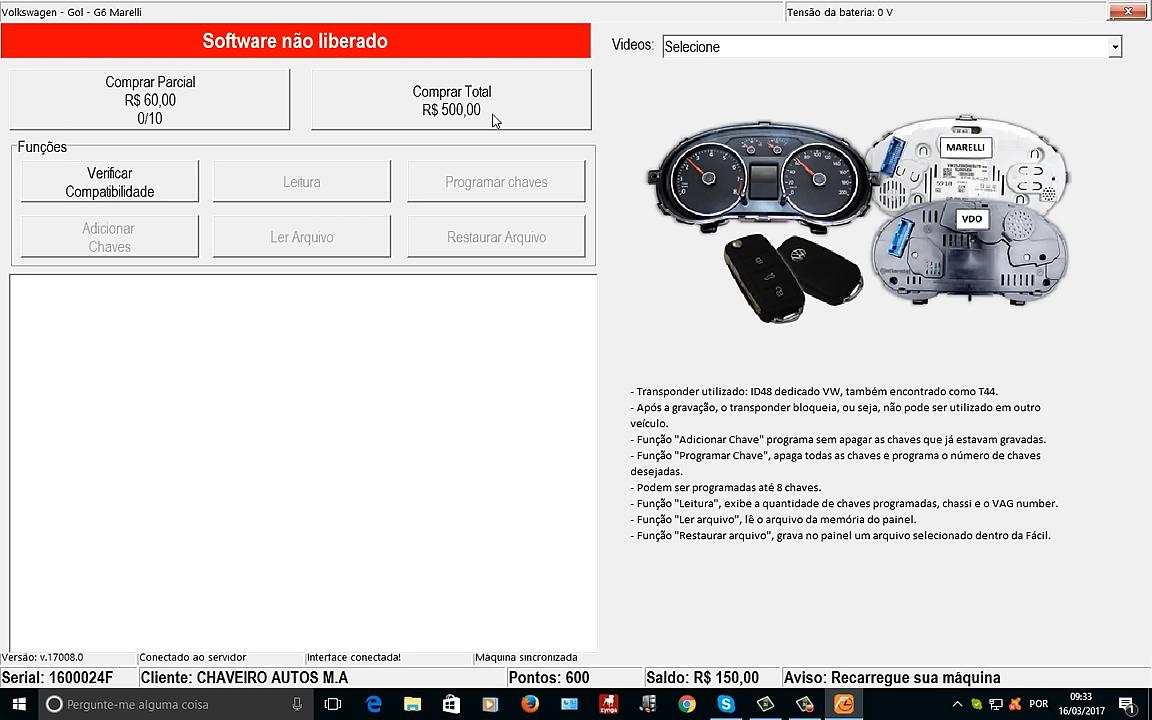 Volkswagen - Gol - G6 Marelli
Tensão da bateria: 0 V
Software não liberado
Videos:
Selecione
Comprar Parcial
R$ 60,00
0/10
Comprar Total
R$ 500,00
Funções
Verificar
Compatibilidade
Leitura
Programar chaves
Adicionar
Chaves
Ler Arquivo
Restaurar Arquivo
MARELLI
VDO
- Transponder utilizado: ID48 dedicado VW, também encontrado como T44.
- Após a gravação, o transponder bloqueia, ou seja, não pode ser utilizado em outro
veículo.
- Função "Adicionar Chave" programa sem apagar as chaves que já estavam gravadas.
- Função "Programar Chave", apaga todas as chaves e programa o número de chaves
desejadas.
- Podem ser programadas até 8 chaves.
- Função "Leitura", exibe a quantidade de chaves programadas, chassi e o VAG number.
- Função "Ler arquivo", lê o arquivo da memória do painel.
- Função "Restaurar arquivo", grava no painel um arquivo selecionado dentro da Fácil.
Versão: v.17008.0
Conectado ao servidor
Interface conectada!
Máquina sincronizada
Serial: 1600024F
Cliente: CHAVEIRO AUTOS M.A
Pontos: 600
Saldo: R$ 150,00
Aviso: Recarregue sua máquina
Pergunte-me alguma coisa
zynga
POR
09:33
16/03/2017